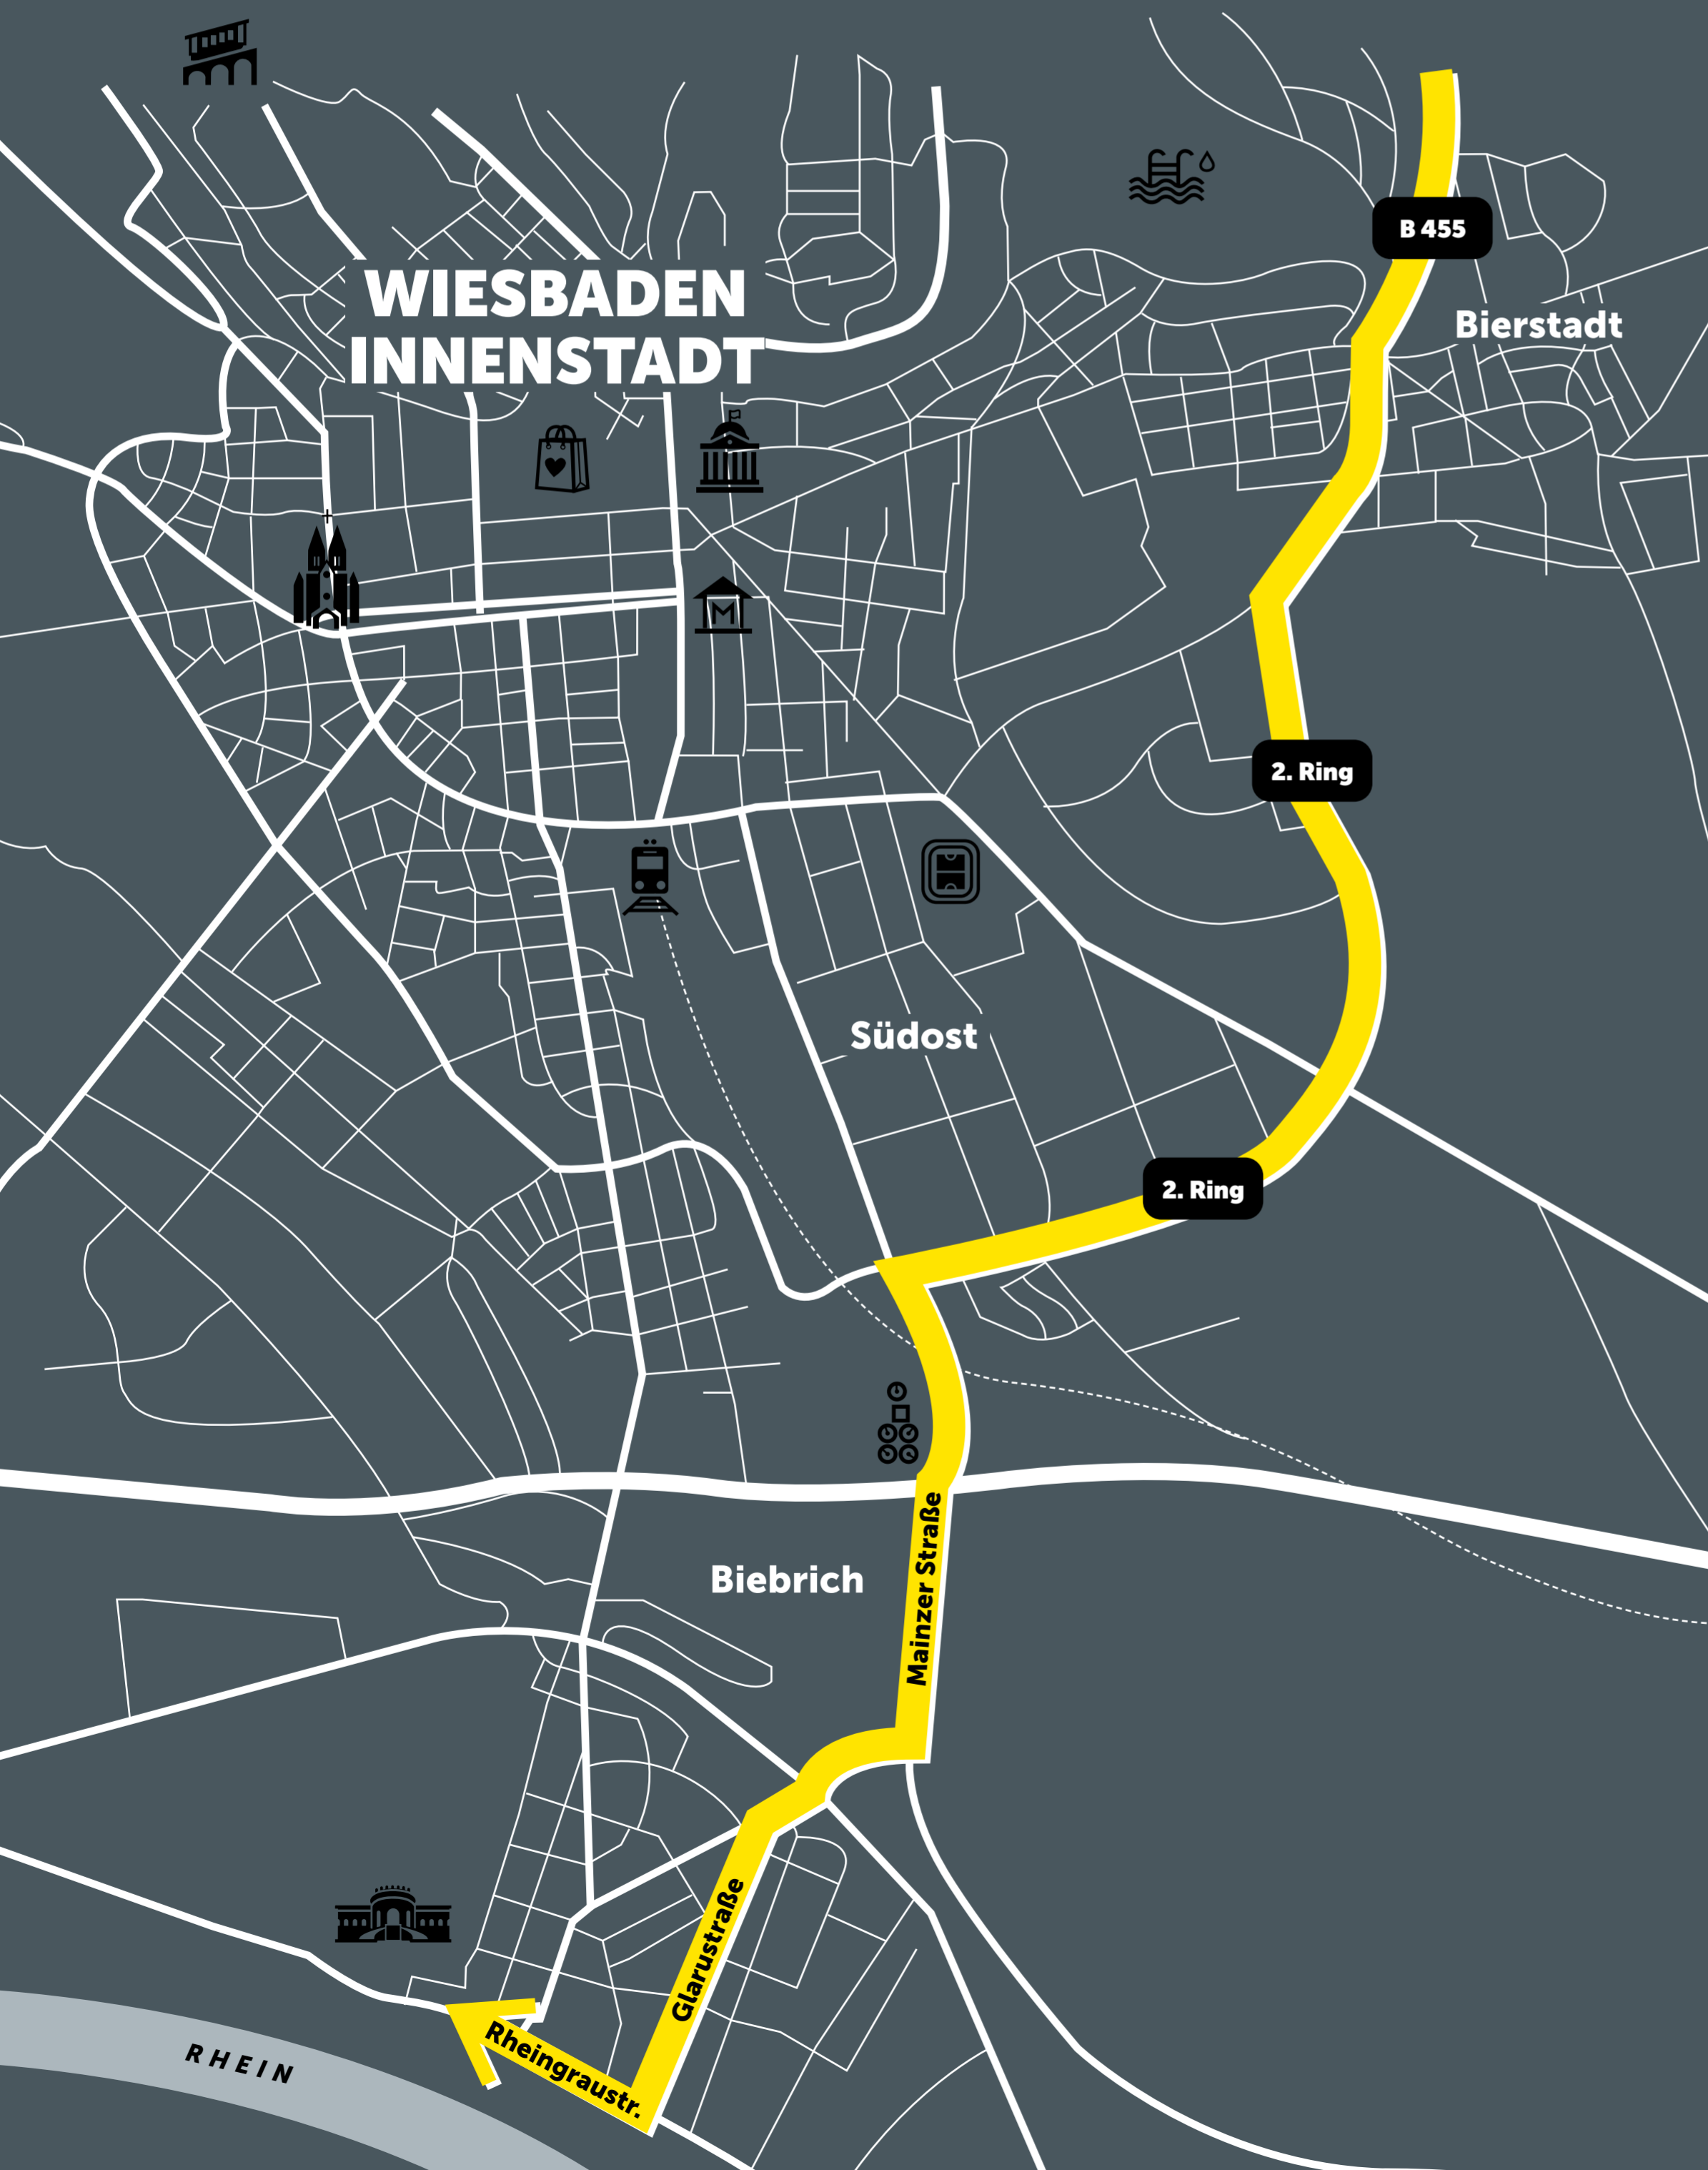 B 455
WIESBADEN
INNENSTADT
Bierstadt
M
2. Ring
Südost
2. Ring
Mainzer Straße
Biebrich
Glarustraße
Rheingraustr.
RHEIN